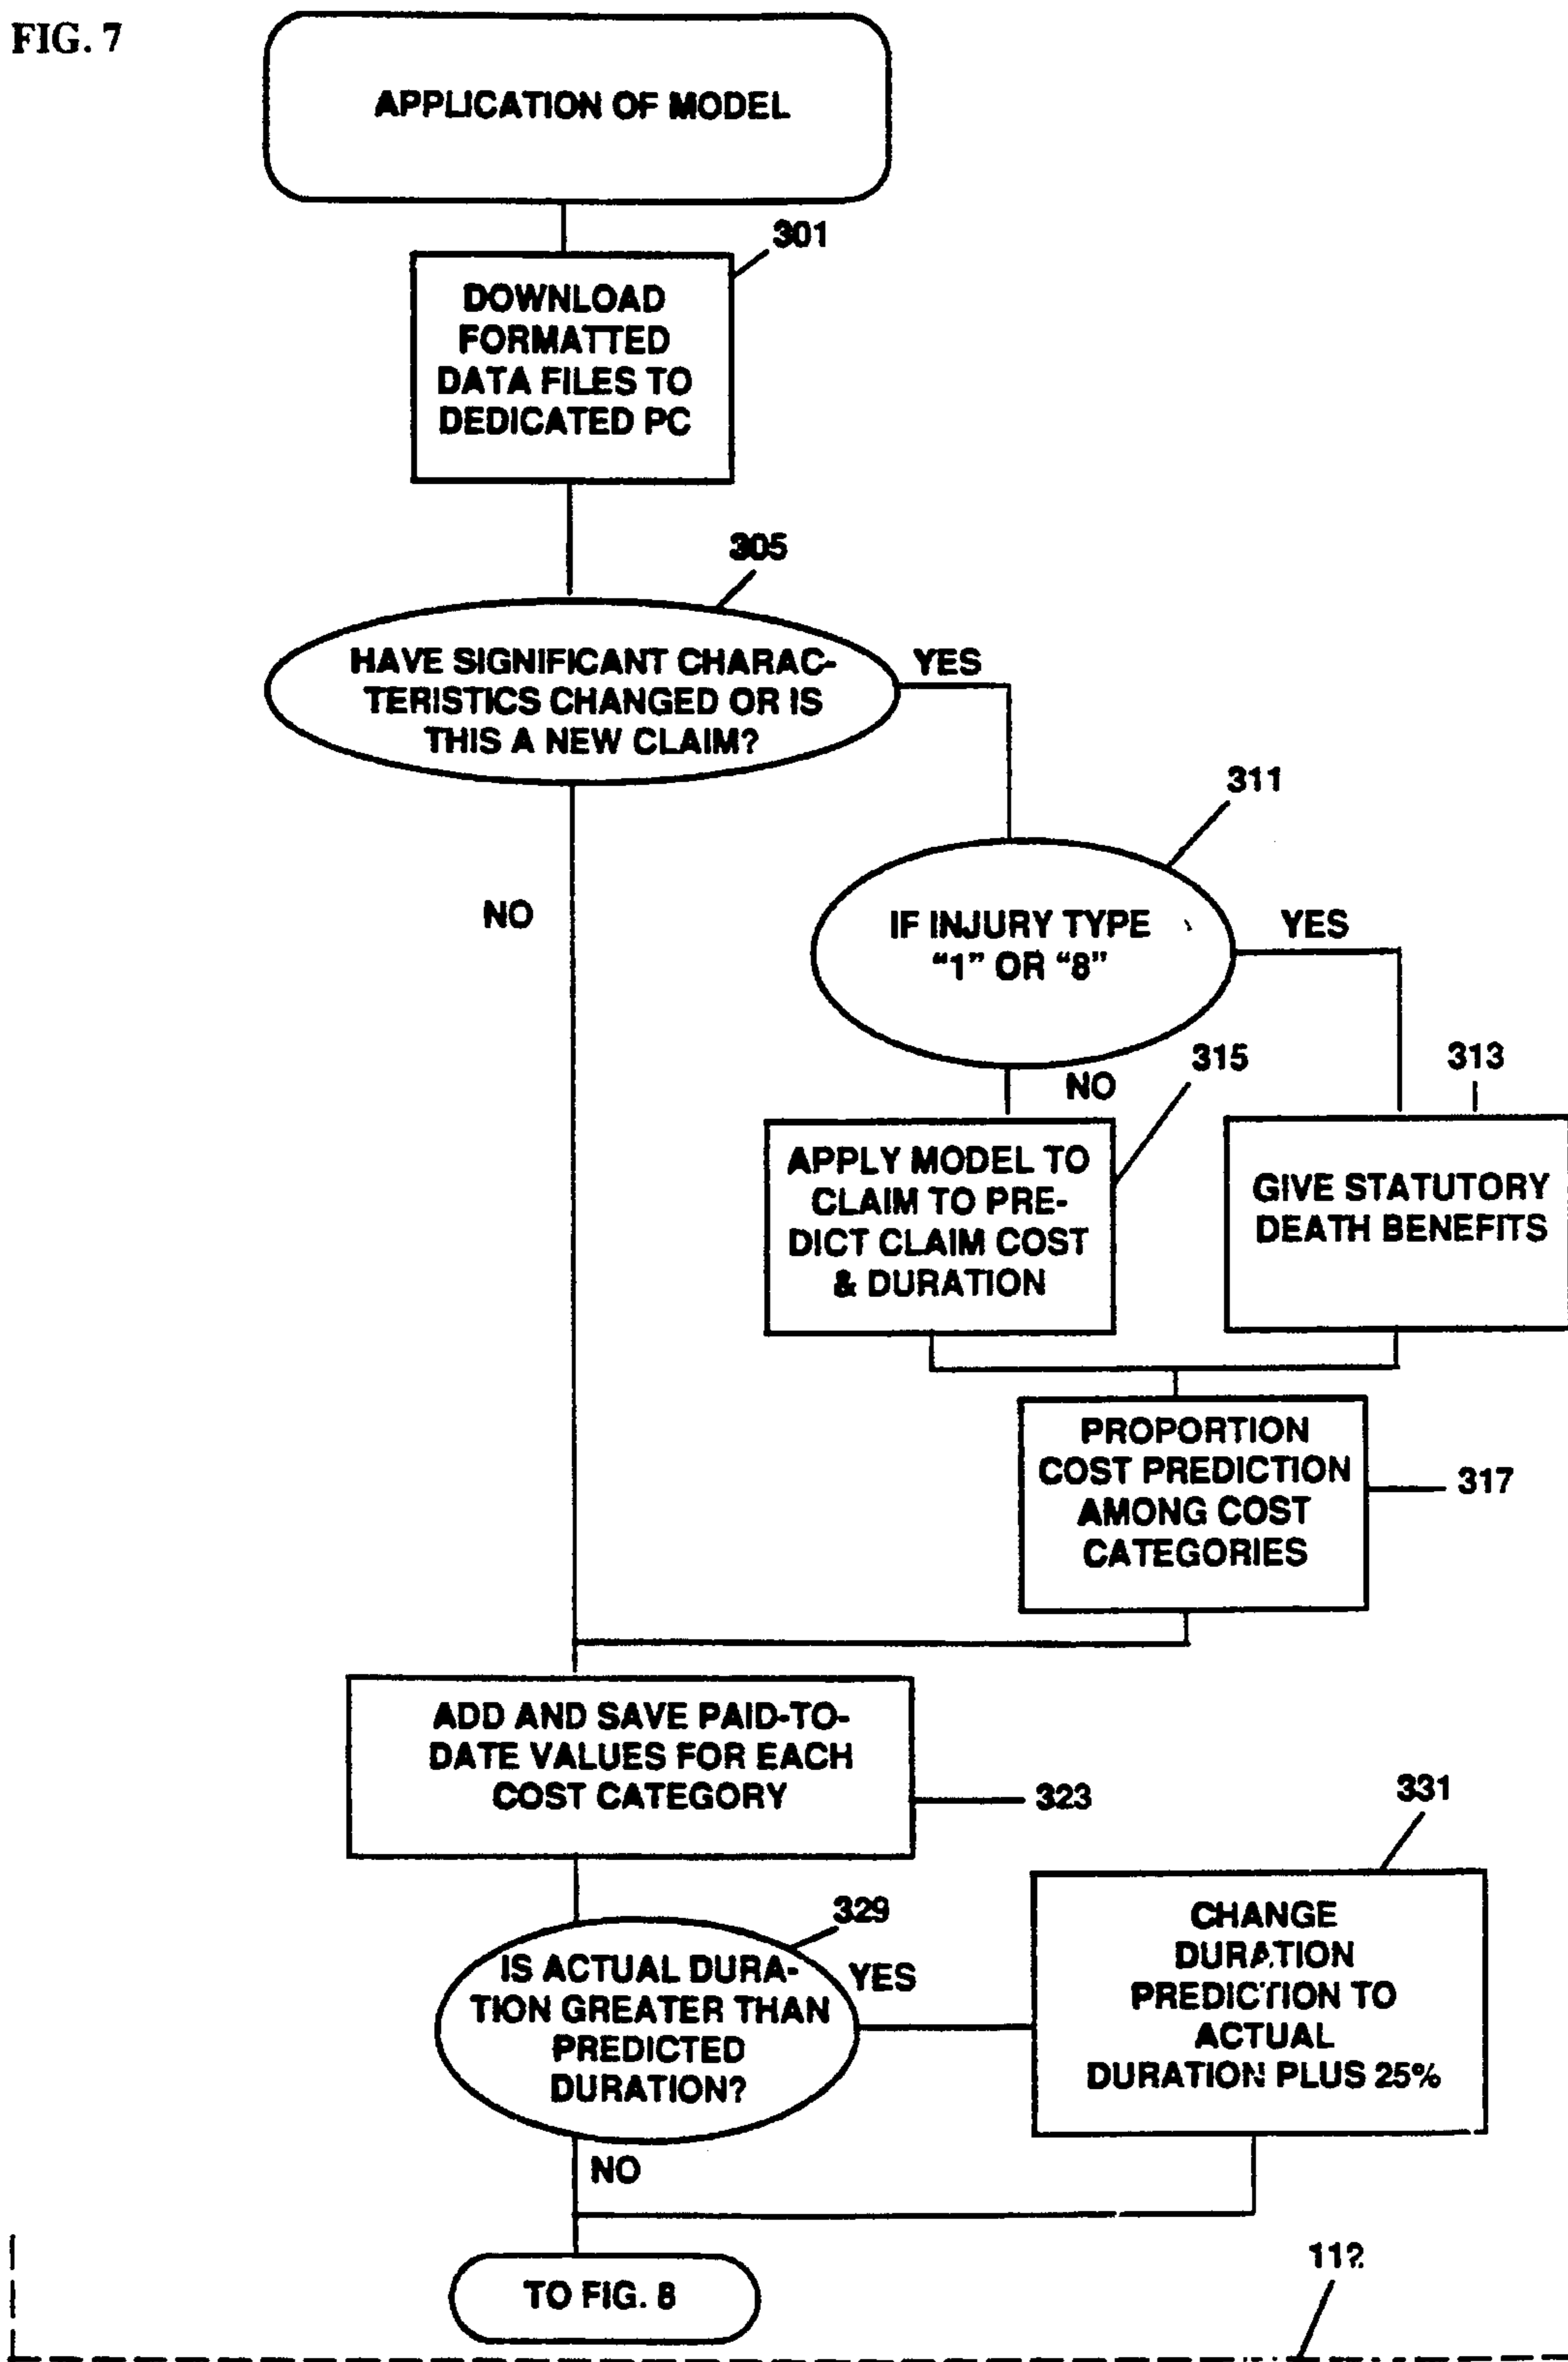 FIG. 7
APPLICATION OF MODEL
301
DOWNLOAD
FORMATTED
DATA FILES TO
DEDICATED PC
305
HAVE SIGNIFICANT CHARAC-
TERISTICS CHANGED OR IS
THIS A NEW CLAIM?
YES
NO
311
IF INJURY TYPE
“1” OR “8”
YES
NO
315
313
APPLY MODEL TO
CLAIM TO PRE-
DICT CLAIM COST
& DURATION
GIVE STATUTORY
DEATH BENEFITS
PROPORTION
COST PREDICTION
AMONG COST
CATEGORIES
317
ADD AND SAVE PAID-TO-
DATE VALUES FOR EACH
COST CATEGORY
323
331
329
IS ACTUAL DURA-
TION GREATER THAN
PREDICTED
DURATION?
YES
CHANGE
DURATION
PREDICTION TO
ACTUAL
DURATION PLUS 25%
NO
TO FIG. 8
112